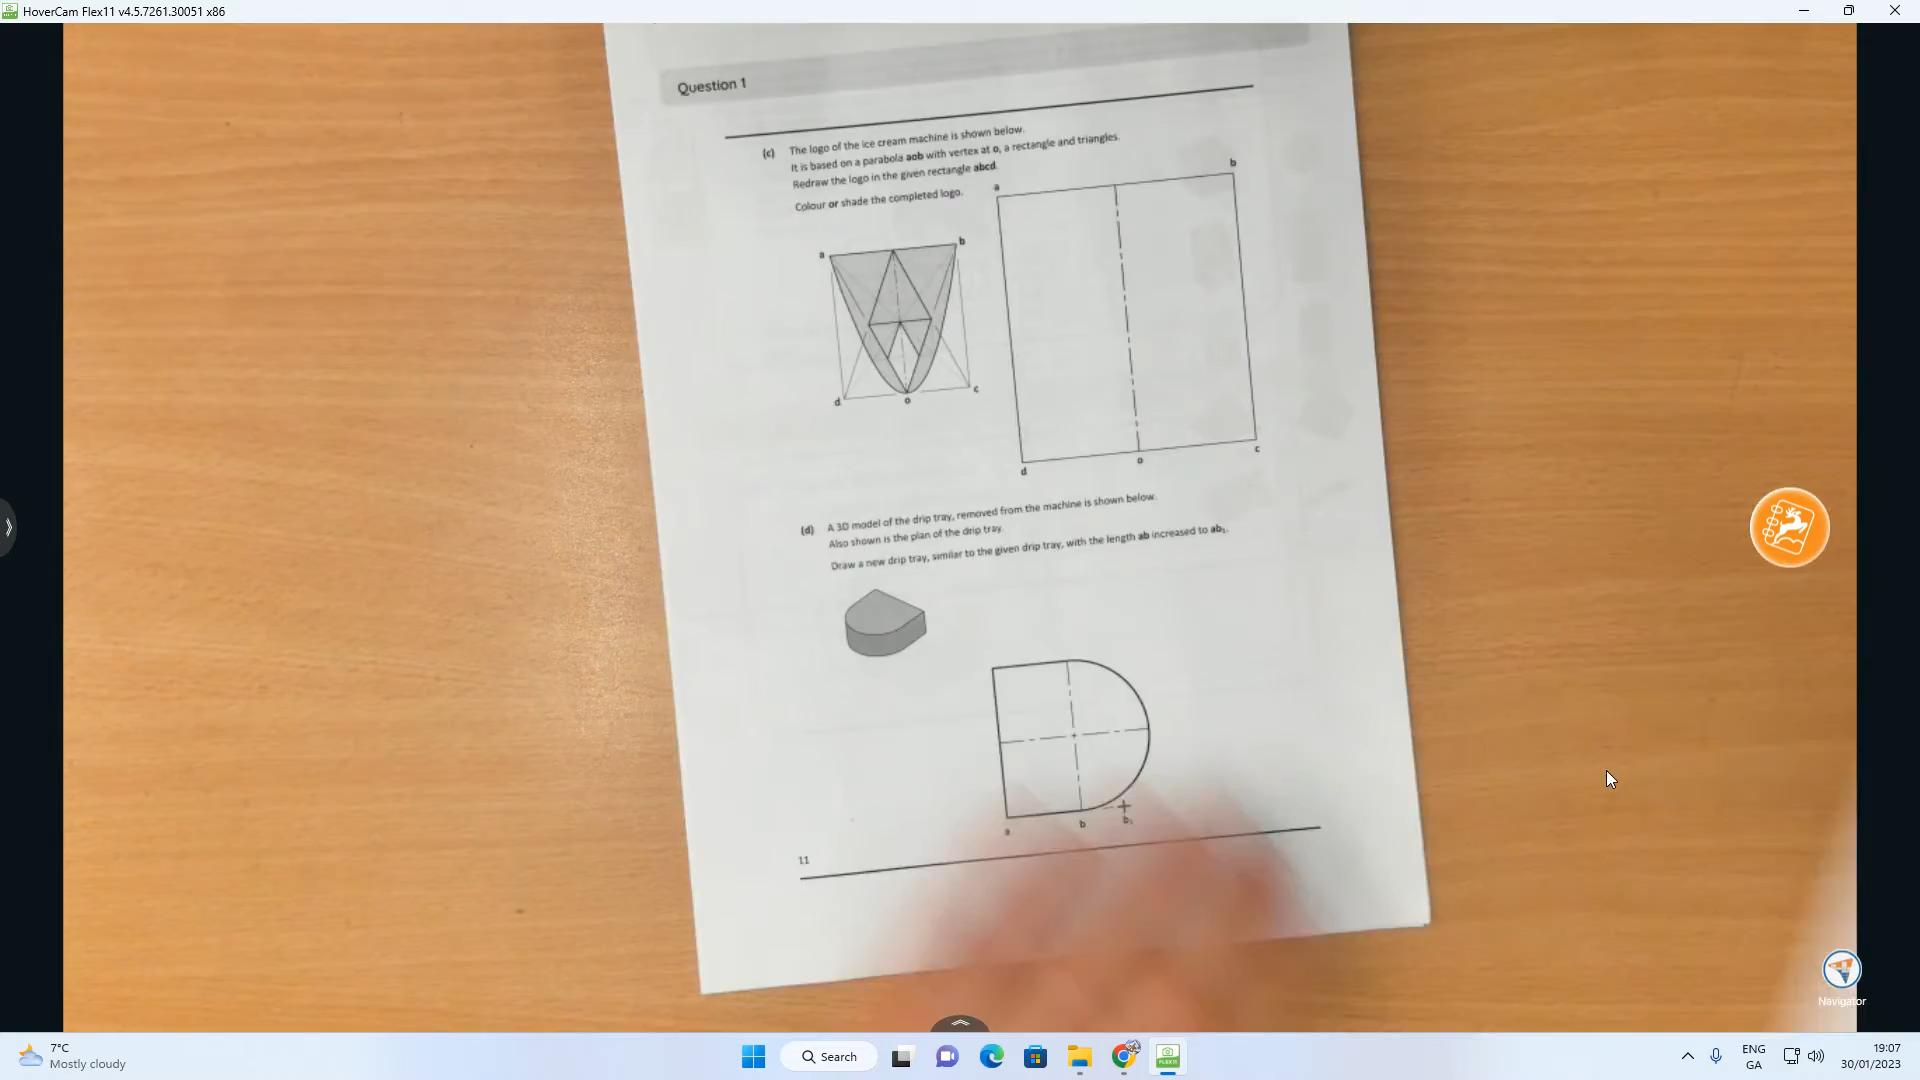 HoverCam Flex11 v4.5.7261.30051 x86
Question 1
(c) The logo of the ice cream machine is shown below.
It is based on a parabola aob with vertex at o, a rectangle and triangles.
Redraw the logo in the given rectangle abcd.
Colour or shade the completed logo.
a b
a b
d o c
d o c
(d) A 3D model of the drip tray, removed from the machine is shown below.
Also shown is the plan of the drip tray.
Draw a new drip tray, similar to the given drip tray, with the length ab increased to ab₁.
a b b₁
11
Navigator
7°C
Mostly cloudy
Search
FLEX11
ENG
GA
19:07
30/01/2023